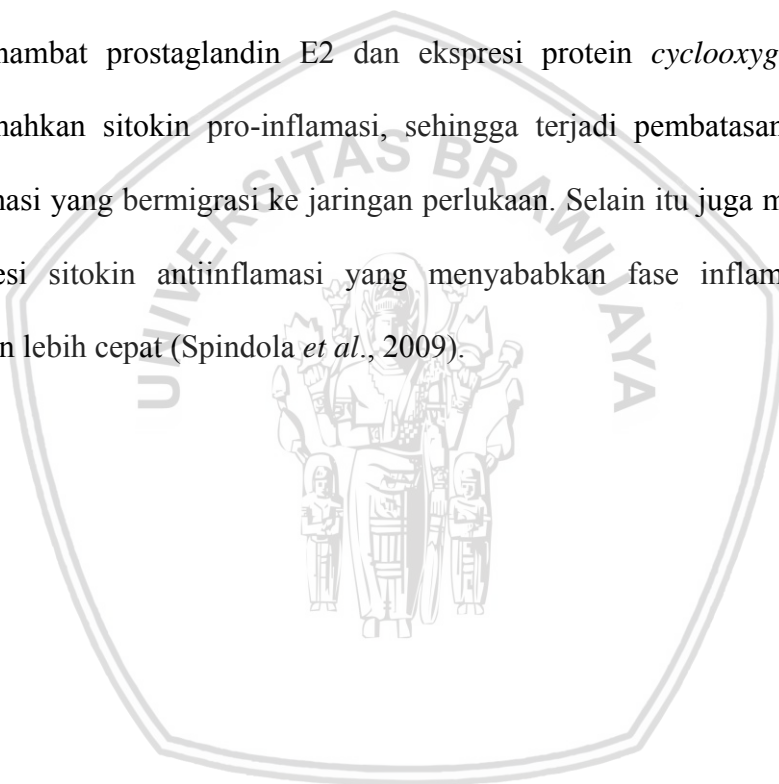 hambat prostaglandin E2 dan ekspresi protein cyclooxyg
nahkan sitokin pro-inflamasi, sehingga terjadi pembatasan
nasi yang bermigrasi ke jaringan perlukaan. Selain itu juga m
esi sitokin antiinflamasi yang menyababkan fase inflam
n lebih cepat (Spindola et al., 2009).
UNIVERSITAS BRAWIJAYA